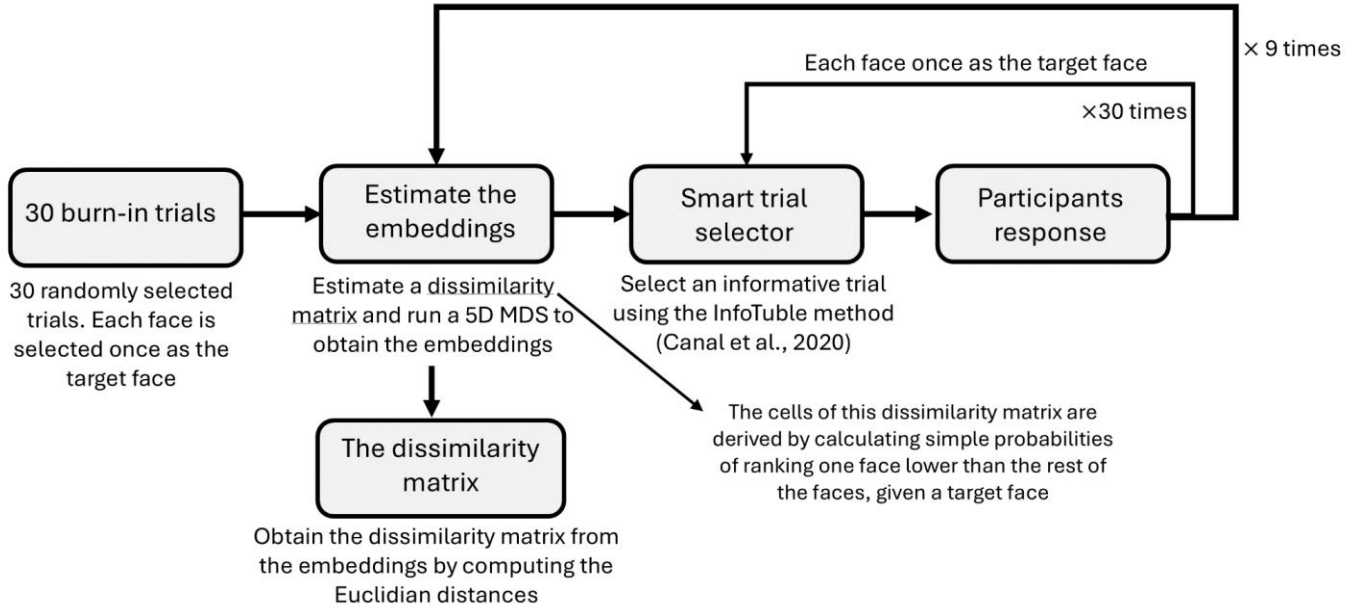 × 9 times
Each face once as the target face
×30 times
30 burn-in trials
Estimate the
embeddings
Smart trial
selector
Participants
response
30 randomly selected
trials. Each face is
selected once as the
target face
Estimate a dissimilarity
matrix and run a 5D MDS to
obtain the embeddings
Select an informative trial
using the InfoTuble method
(Canal et al., 2020)
The dissimilarity
matrix
The cells of this dissimilarity matrix are
derived by calculating simple probabilities
of ranking one face lower than the rest of
the faces, given a target face
Obtain the dissimilarity matrix from
the embeddings by computing the
Euclidian distances